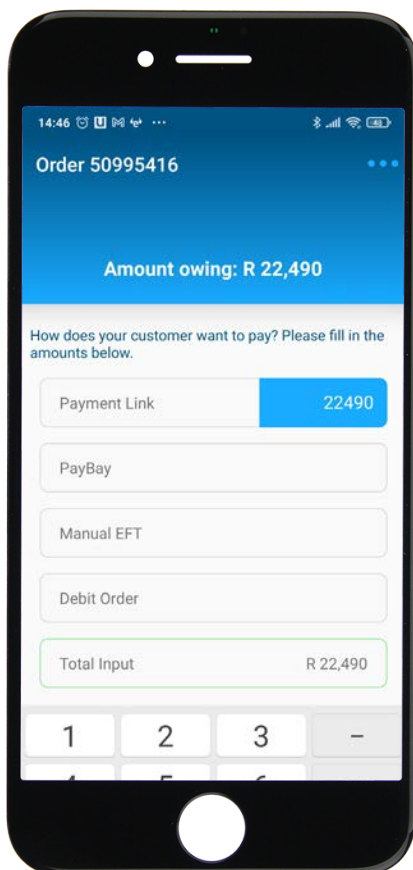 14:46
Order 50995416
Amount owing: R 22,490
How does your customer want to pay? Please fill in the
amounts below.
Payment Link 22490
PayBay
Manual EFT
Debit Order
Total Input R 22,490
1 2 3 −